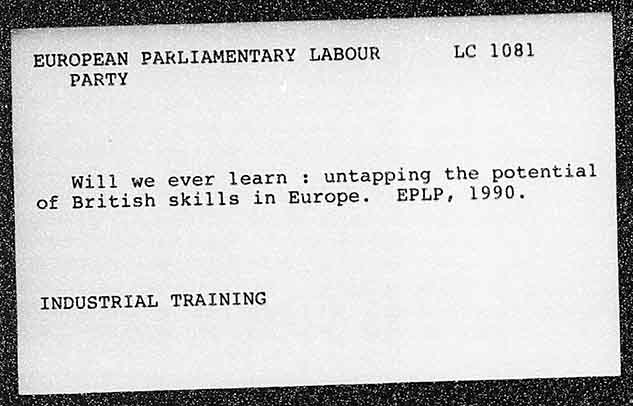 EUROPEAN PARLIAMENTARY LABOUR LC 1081
PARTY
Will we ever learn : untapping the potential
of British skills in Europe. EPLP, 1990.
INDUSTRIAL TRAINING